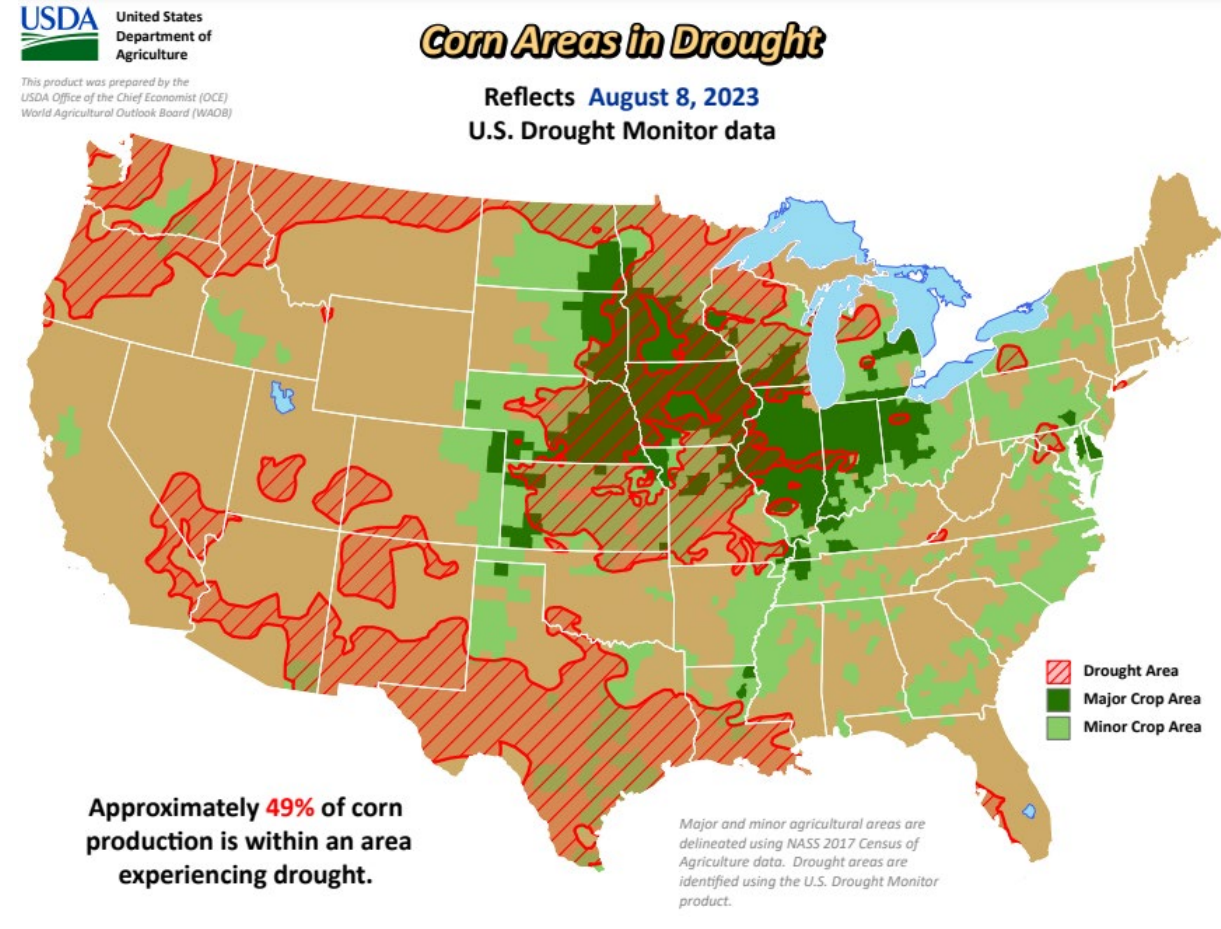 USDA
United States
Department of
Agriculture
This product was prepared by the
USDA Office of the Chief Economist (OCE)
World Agricultural Outlook Board (WAOB)
Corn Areas in Drought
Reflects August 8, 2023
U.S. Drought Monitor data
Drought Area
Major Crop Area
Minor Crop Area
Approximately 49% of corn
production is within an area
experiencing drought.
Major and minor agricultural areas are
delineated using NASS 2017 Census of
Agriculture data. Drought areas are
identified using the U.S. Drought Monitor
product.